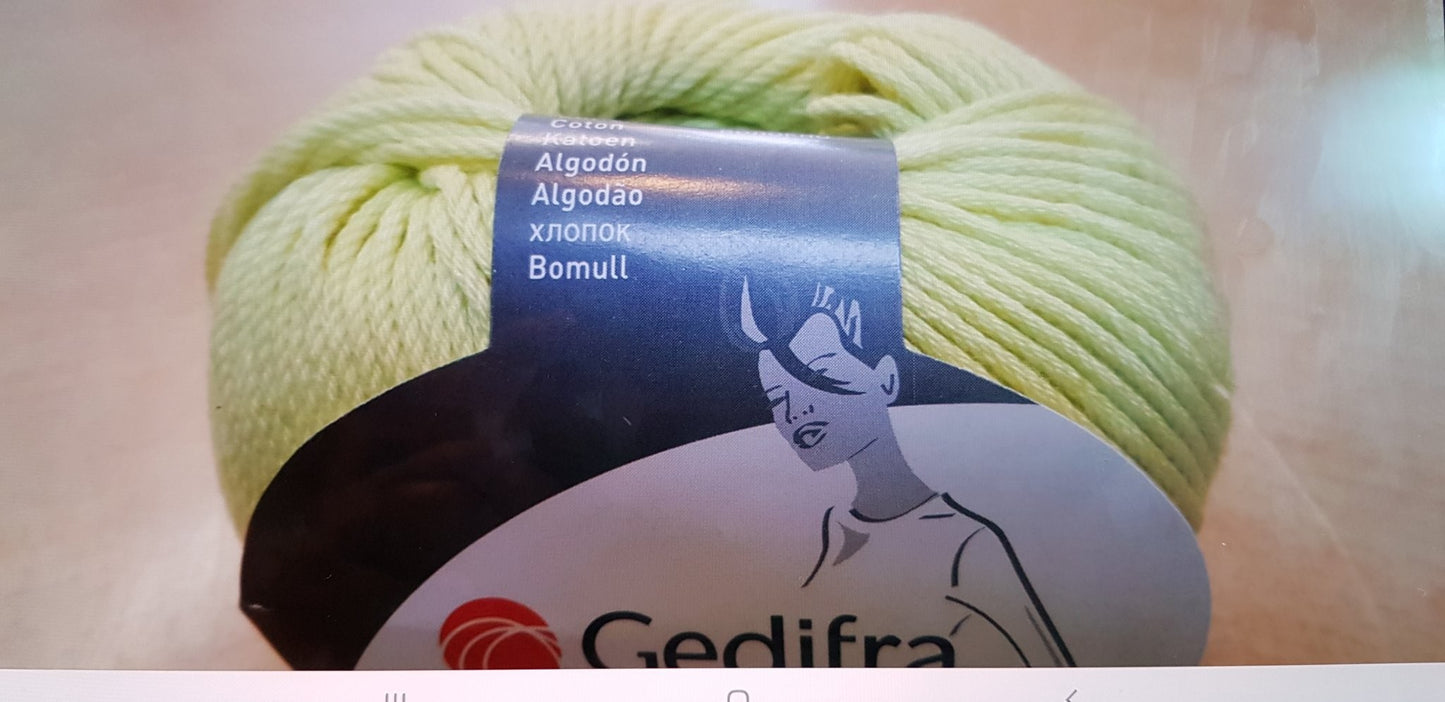 Coton
Katoen
Algodón
Algodão
хлопок
Bomull
Gedifra